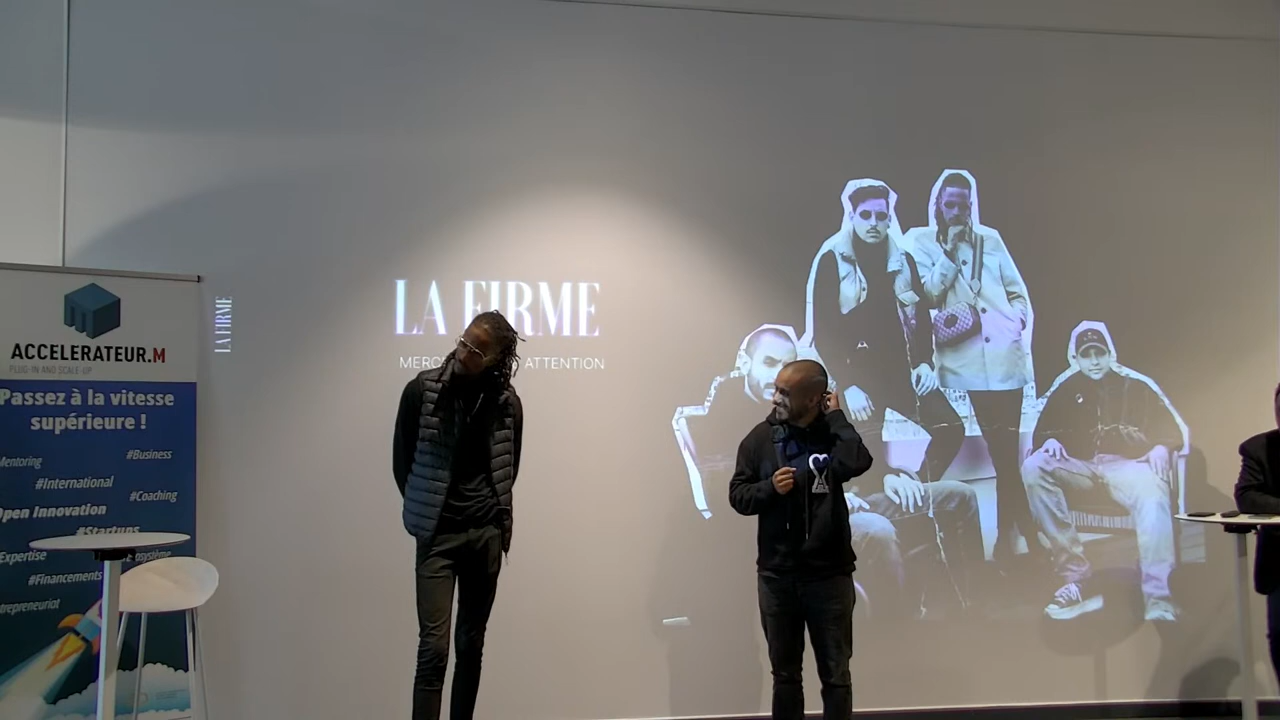 ACCELERATEUR.M
PLUG-IN AND SCALE UP
Passez à la vitesse
supérieure !
Mentoring
#Business
#International
#Coaching
Open Innovation
#Startups
Expertise
#Financements
LA FIRME
LA FIRME
ATTENTION